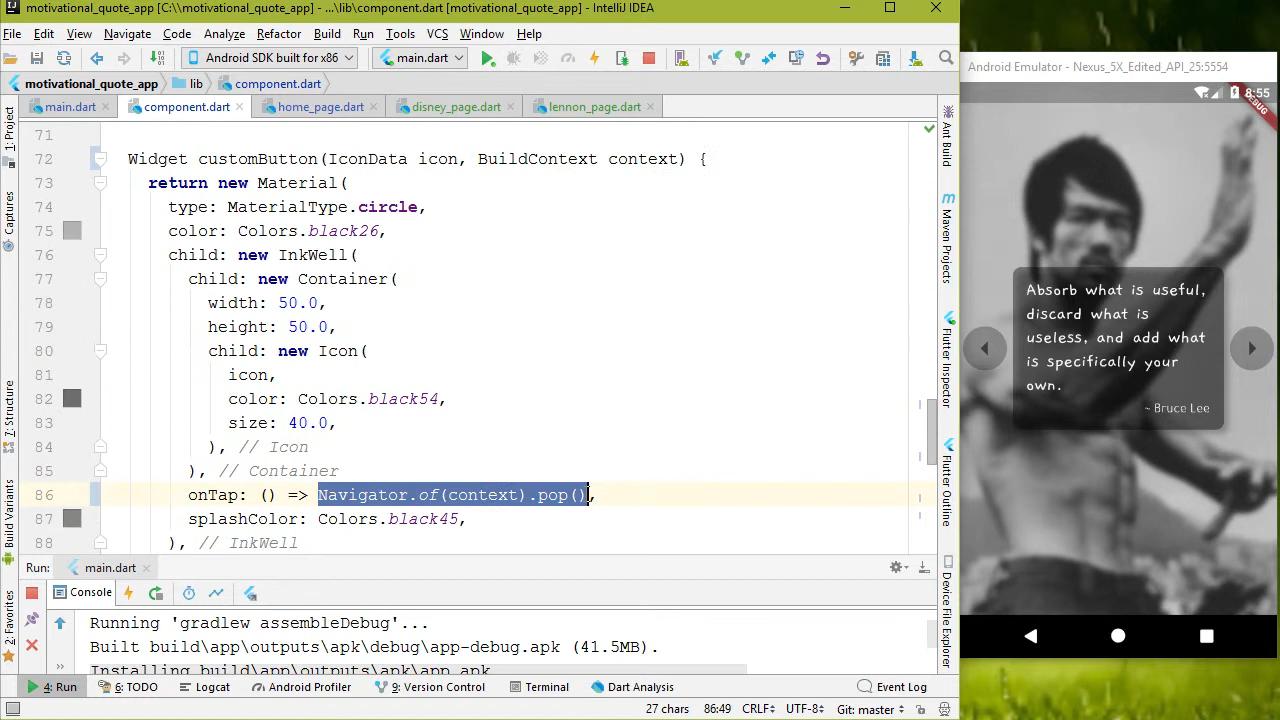 motivational_quote_app [C:\\motivational_quote_app] - ...\lib\component.dart [motivational_quote_app] - IntelliJ IDEA
File Edit View Navigate Code Analyze Refactor Build Run Tools VCS Window Help
Android SDK built for x86 main.dart
motivational_quote_app lib component.dart
main.dart component.dart home_page.dart disney_page.dart lennon_page.dart
71
72 Widget customButton(IconData icon, BuildContext context) {
73 return new Material(
74 type: MaterialType.circle,
75 color: Colors.black26,
76 child: new InkWell(
77 child: new Container(
78 width: 50.0,
79 height: 50.0,
80 child: new Icon(
81 icon,
82 color: Colors.black54,
83 size: 40.0,
84 ), // Icon
85 ), // Container
86 onTap: () => Navigator.of(context).pop(),
87 splashColor: Colors.black45,
88 ), // InkWell
1: Project
Captures
7: Structure
Build Variants
2: Favorites
Ant Build
Maven Projects
Flutter Inspector
Flutter Outline
Device File Explorer
Run: main.dart
Console
Running 'gradlew assembleDebug'...
Built build\app\outputs\apk\debug\app-debug.apk (41.5MB).
Installing build\app\outputs\apk\app.apk
4: Run 6: TODO Logcat Android Profiler 9: Version Control Terminal Dart Analysis Event Log
27 chars 86:49 CRLF UTF-8 Git: master
Android Emulator - Nexus_5X_Edited_API_25:5554
8:55
DEBUG
Absorb what is useful,
discard what is
useless, and add what
is specifically your
own.
~ Bruce Lee